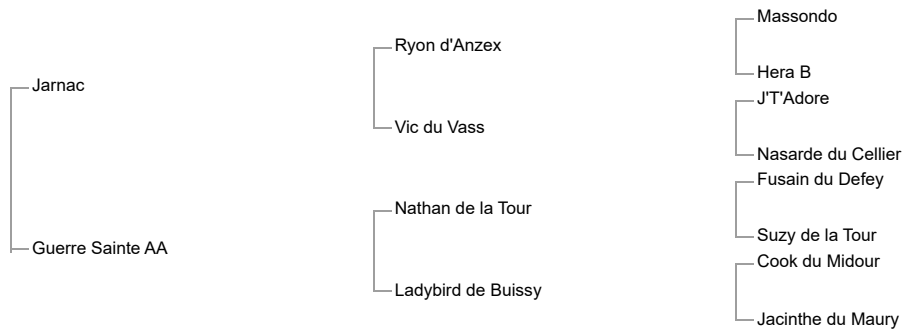 Massondo
Ryon d'Anzex
Hera B
Jarnac
J'T'Adore
Vic du Vass
Nasarde du Cellier
Fusain du Defey
Nathan de la Tour
Suzy de la Tour
Guerre Sainte AA
Cook du Midour
Ladybird de Buissy
Jacinthe du Maury